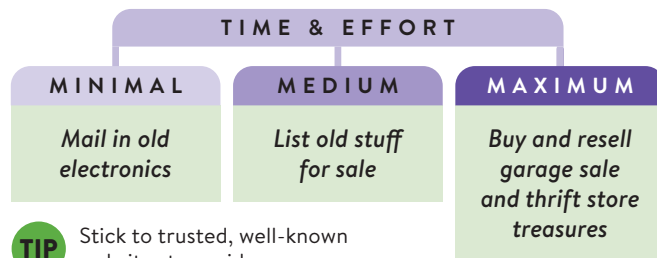 TIME & EFFORT
MINIMAL
Mail in old
electronics
MEDIUM
List old stuff
for sale
MAXIMUM
Buy and resell
garage sale
and thrift store
treasures
TIP
Stick to trusted, well-known